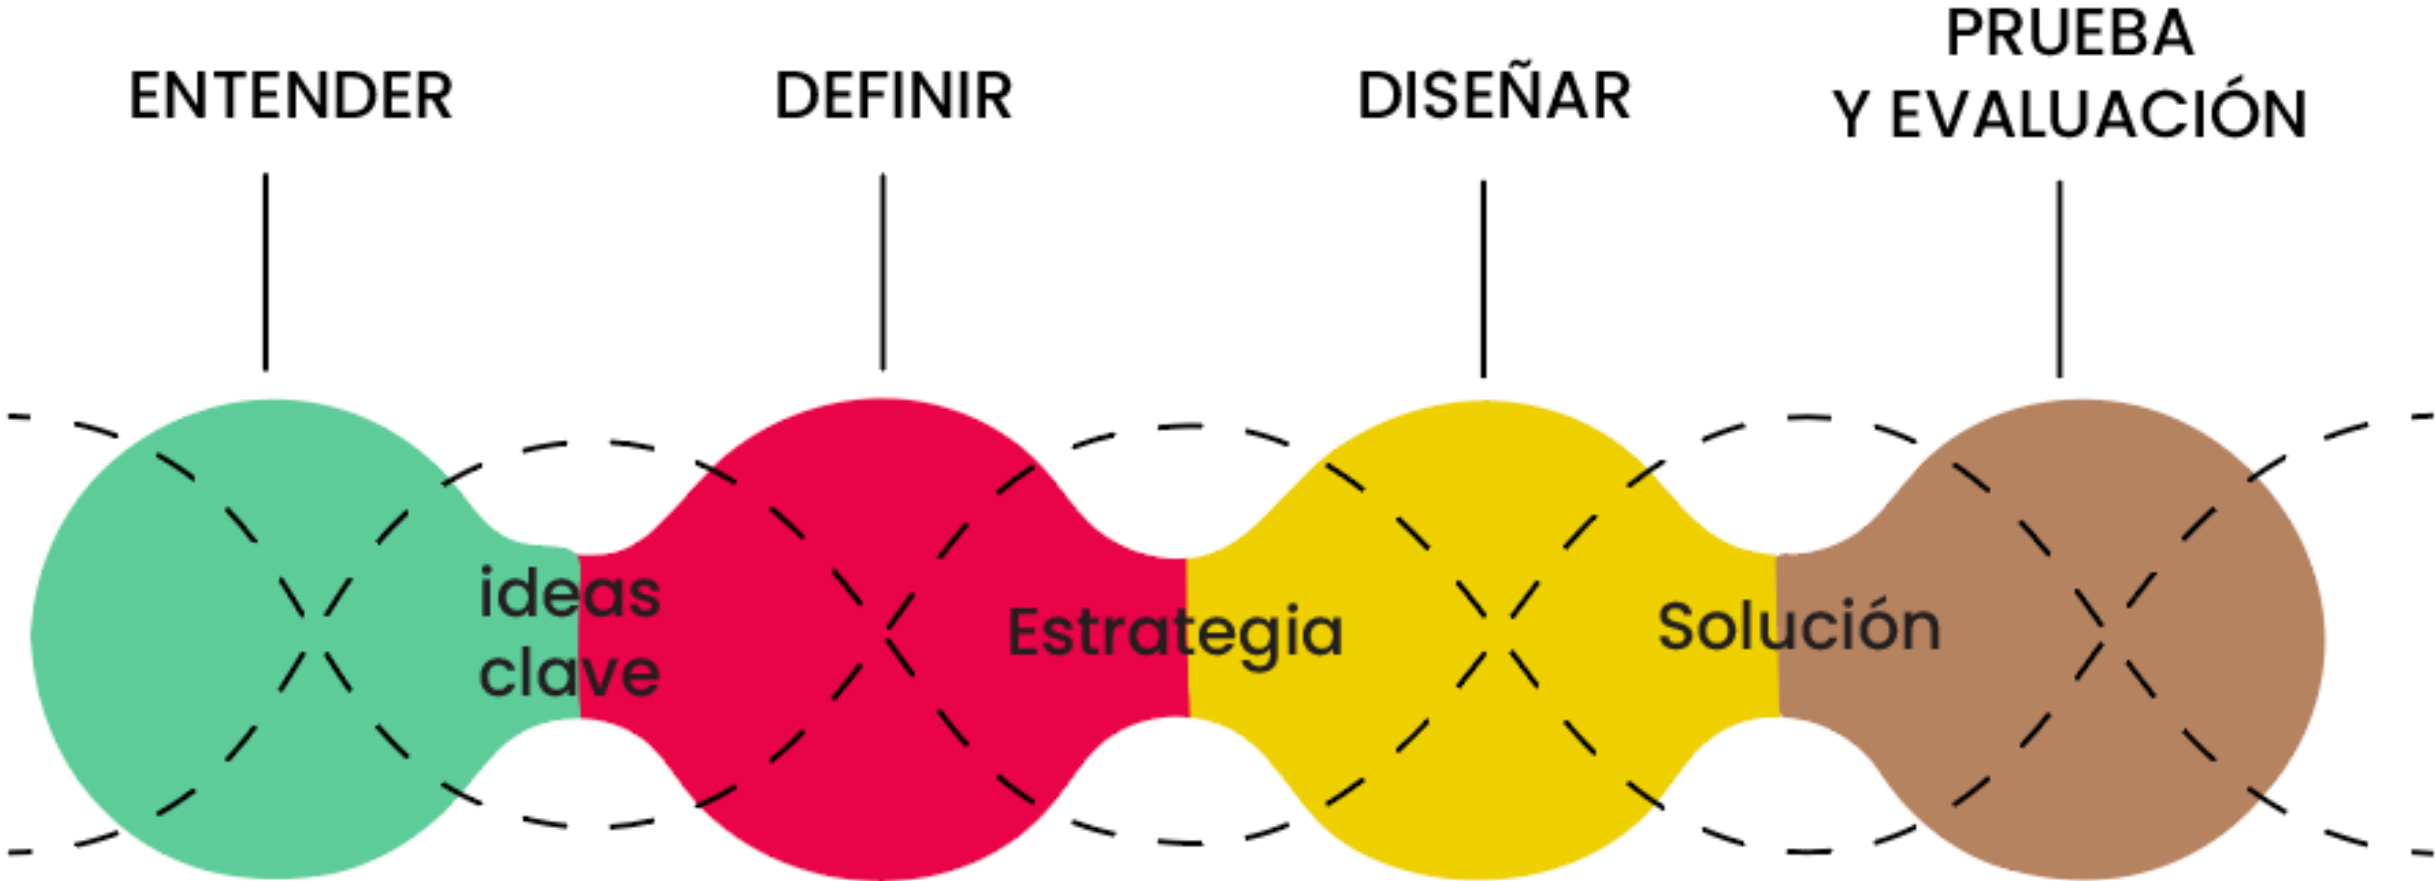 ENTENDER
DEFINIR
DISEÑAR
PRUEBA
Y EVALUACIÓN
ideas
clave
Estrategia
Solución